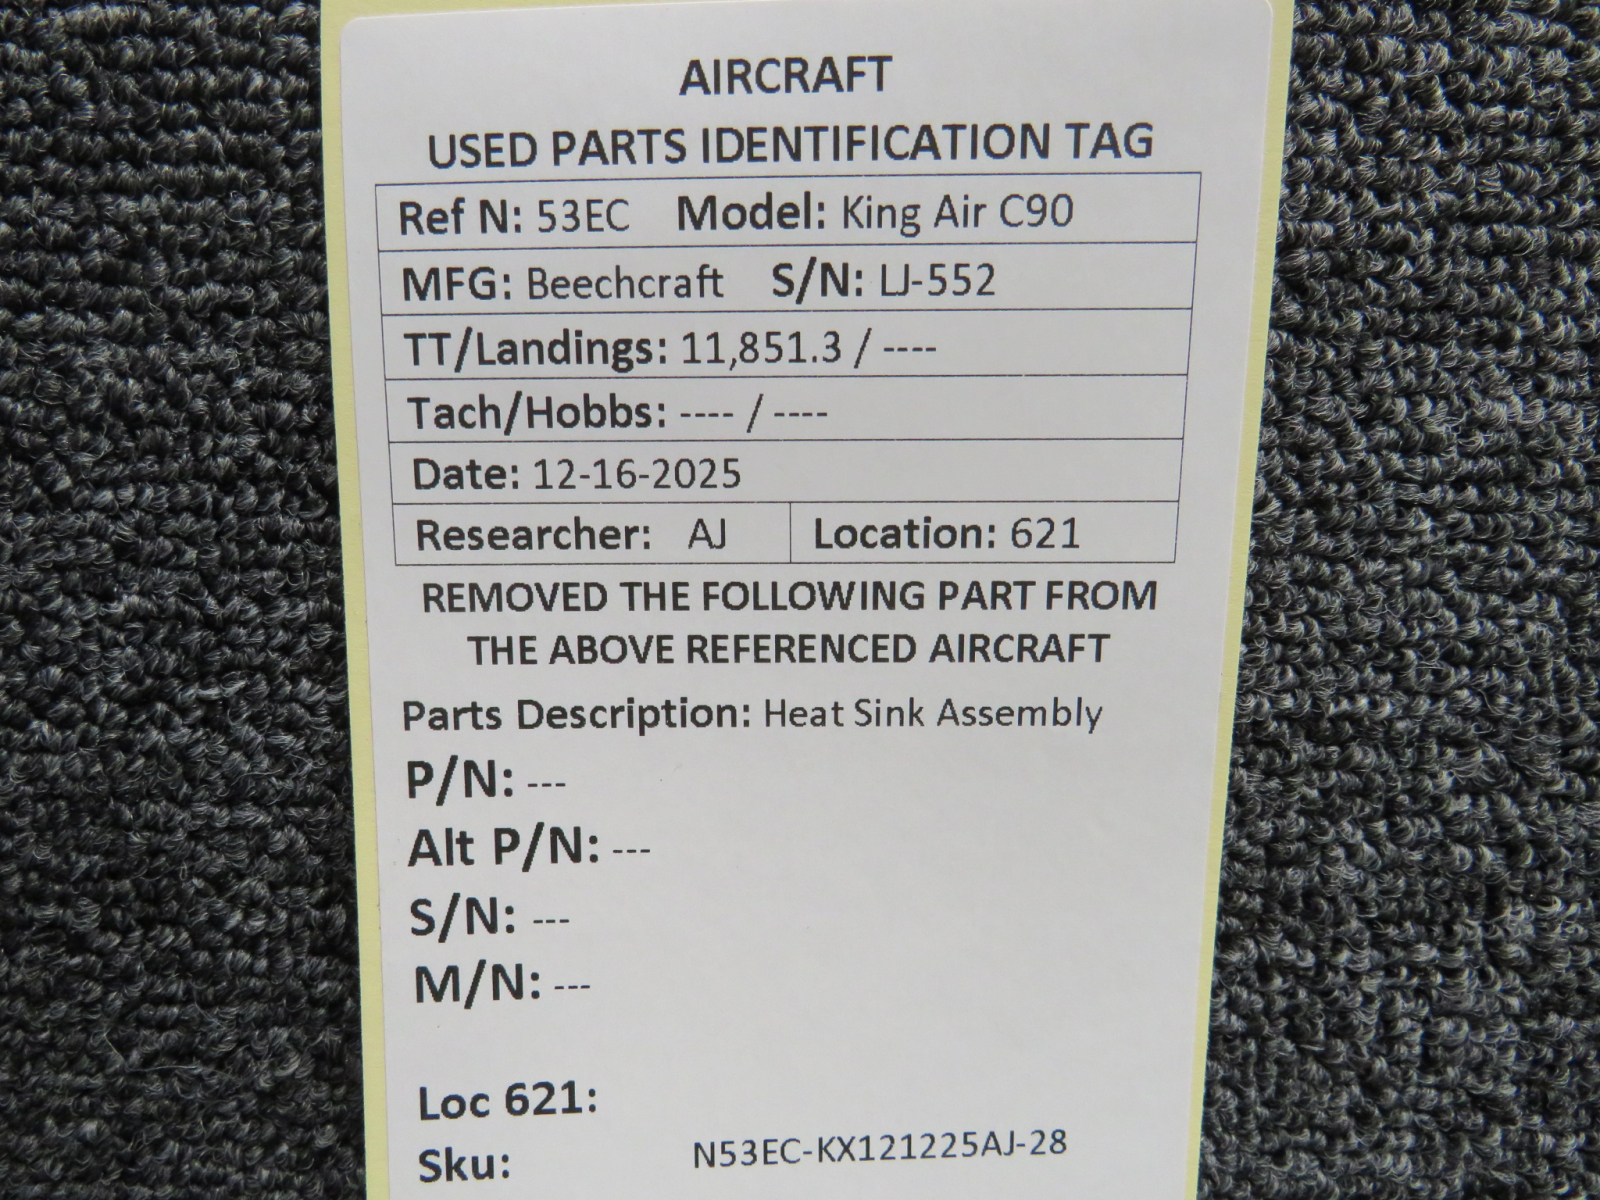 AIRCRAFT
USED PARTS IDENTIFICATION TAG
Ref N: 53EC Model: King Air C90
MFG: Beechcraft S/N: LJ-552
TT/Landings: 11,851.3 / ----
Tach/Hobbs: ---- / ----
Date: 12-16-2025
Researcher: AJ Location: 621
REMOVED THE FOLLOWING PART FROM
THE ABOVE REFERENCED AIRCRAFT
Parts Description: Heat Sink Assembly
P/N: ---
Alt P/N: ---
S/N: ---
M/N: ---
Loc 621:
Sku: N53EC-KX121225AJ-28